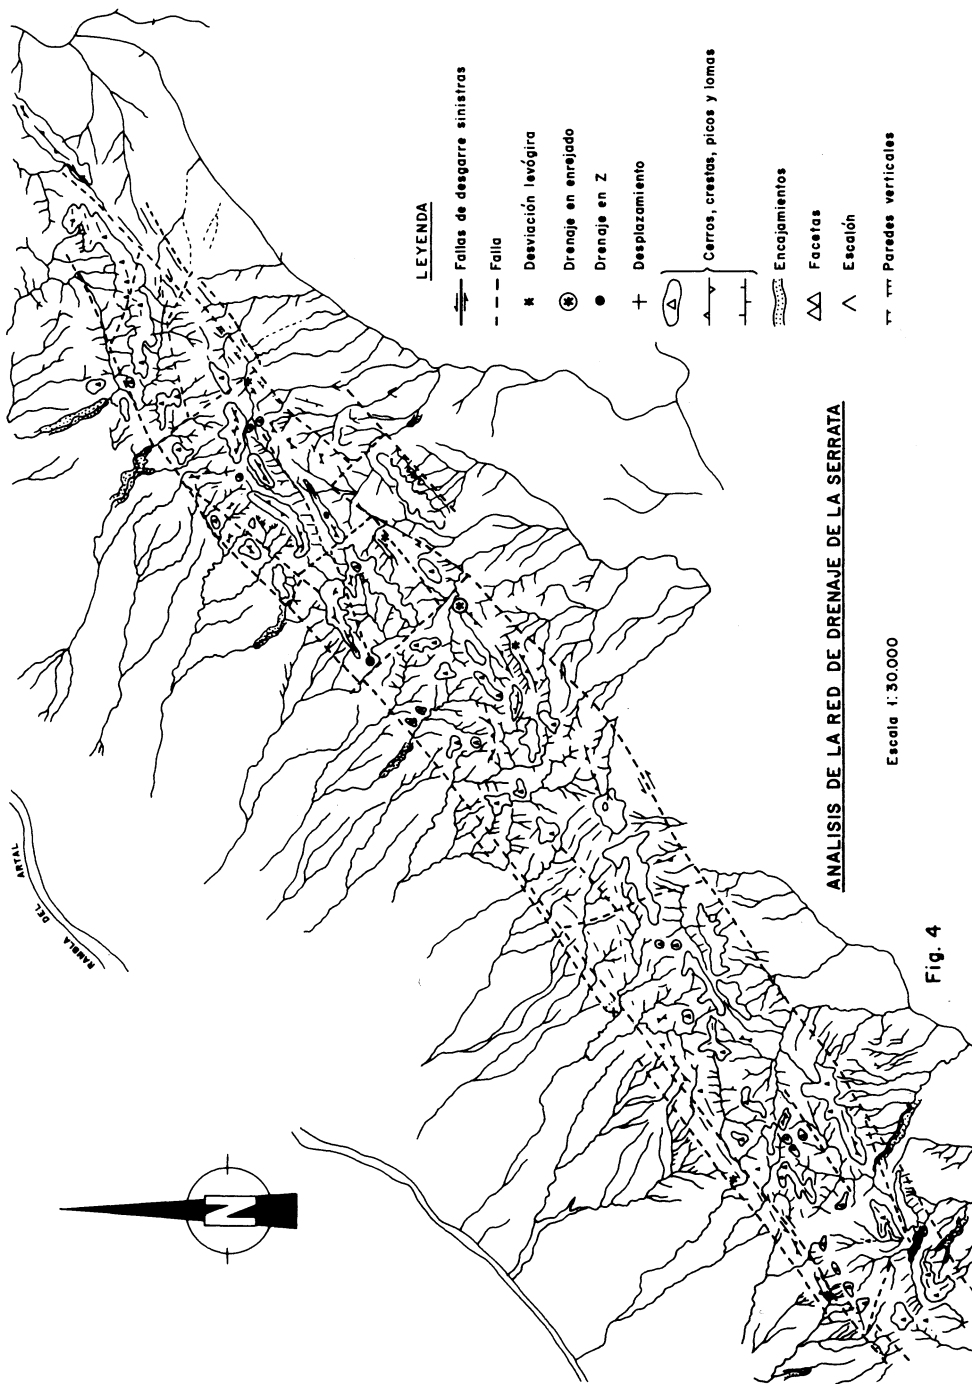 RAMBLA DEL ARTAL
N
LEYENDA
Fallas de desgarre sinistras
Falla
Desviación levógira
Drenaje en enrejado
Drenaje en Z
Desplazamiento
Cerros, crestas, picos y lomas
Encajamientos
Facetas
Escalón
Paredes verticales
ANALISIS DE LA RED DE DRENAJE DE LA SERRATA
Escala 1:30.000
Fig. 4